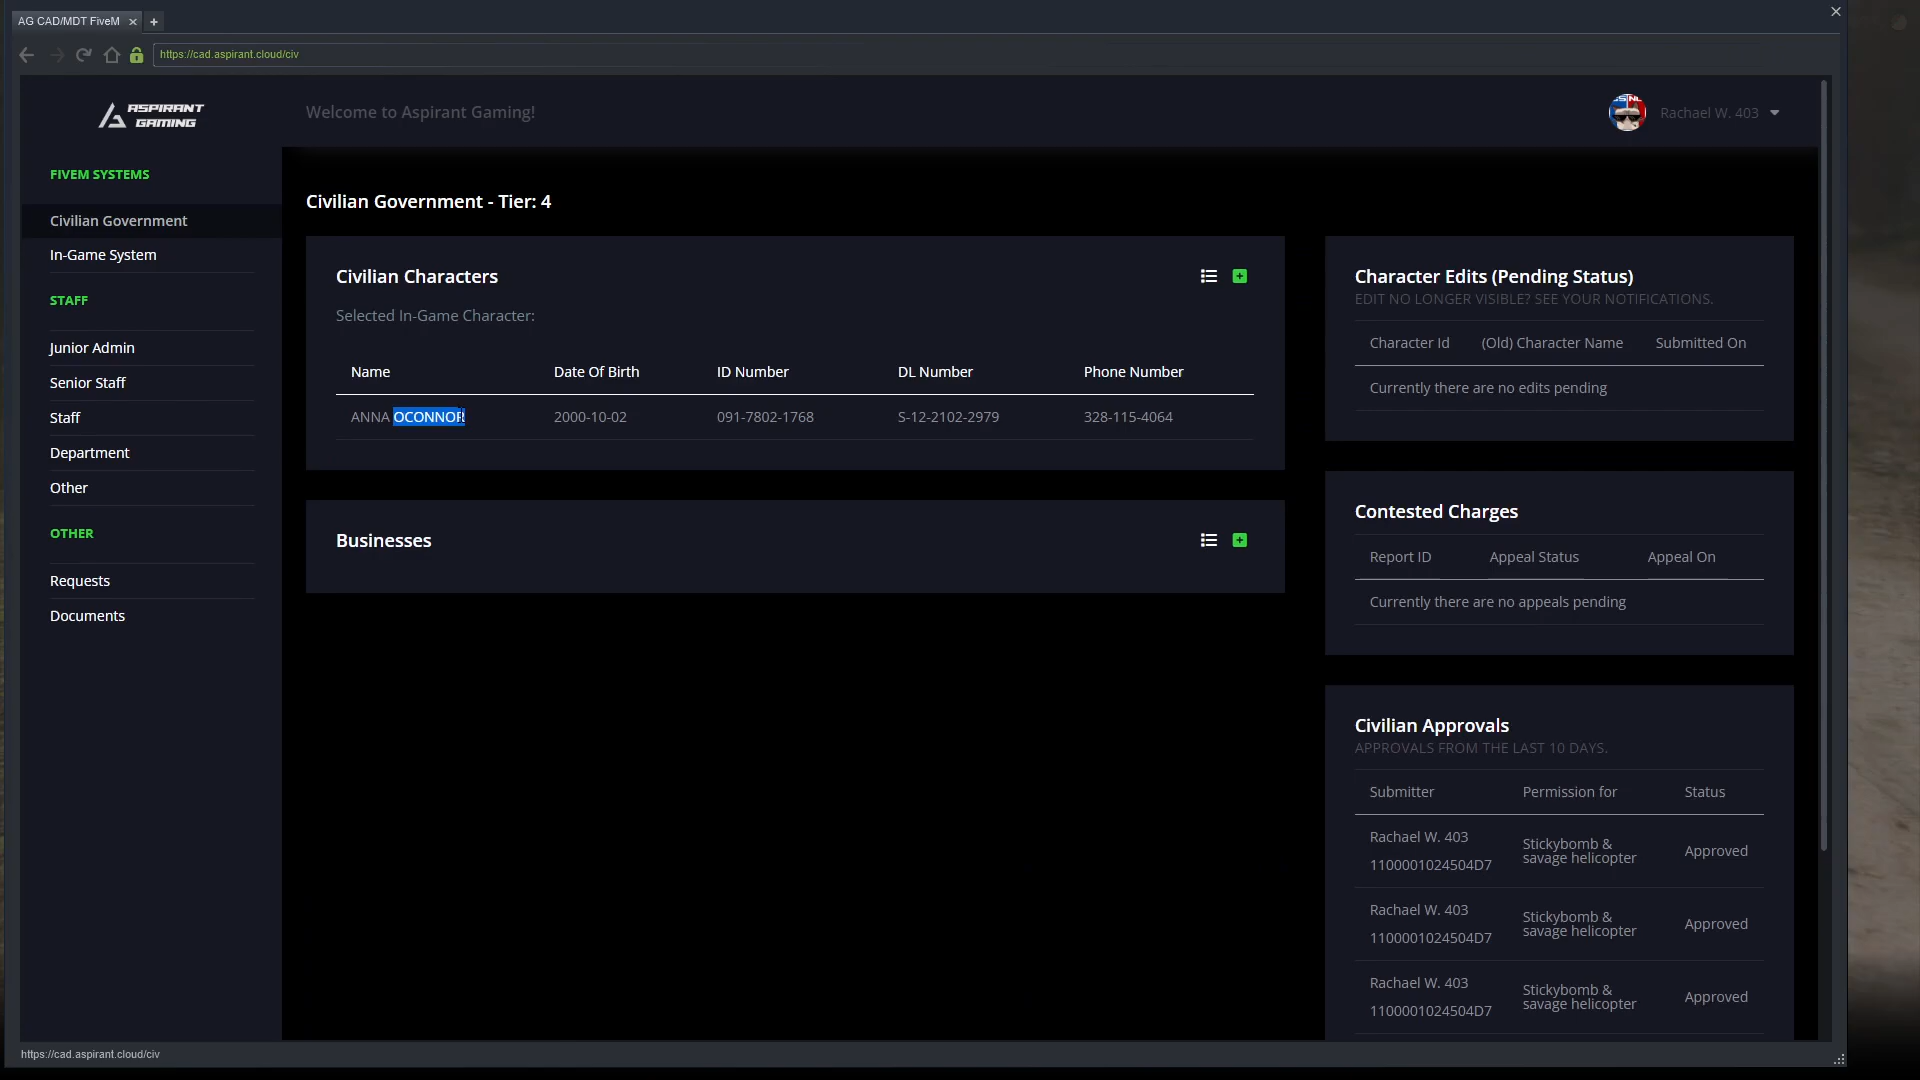 AG CAD/MDT FiveM
https://cad.aspirant.cloud/civ
ASPIRANT
GAMING
Welcome to Aspirant Gaming!
Rachael W. 403
FIVEM SYSTEMS
Civilian Government
In-Game System
STAFF
Junior Admin
Senior Staff
Staff
Department
Other
OTHER
Requests
Documents
Civilian Government - Tier: 4
Civilian Characters
Selected In-Game Character:
Name Date Of Birth ID Number DL Number Phone Number
ANNA OCONNOR 2000-10-02 091-7802-1768 S-12-2102-2979 328-115-4064
Businesses
Character Edits (Pending Status)
EDIT NO LONGER VISIBLE? SEE YOUR NOTIFICATIONS.
Character Id (Old) Character Name Submitted On
Currently there are no edits pending
Contested Charges
Report ID Appeal Status Appeal On
Currently there are no appeals pending
Civilian Approvals
APPROVALS FROM THE LAST 10 DAYS.
Submitter Permission for Status
Rachael W. 403
1100001024504D7
Stickybomb &
savage helicopter
Approved
Rachael W. 403
1100001024504D7
Stickybomb &
savage helicopter
Approved
Rachael W. 403
1100001024504D7
Stickybomb &
savage helicopter
Approved
https://cad.aspirant.cloud/civ